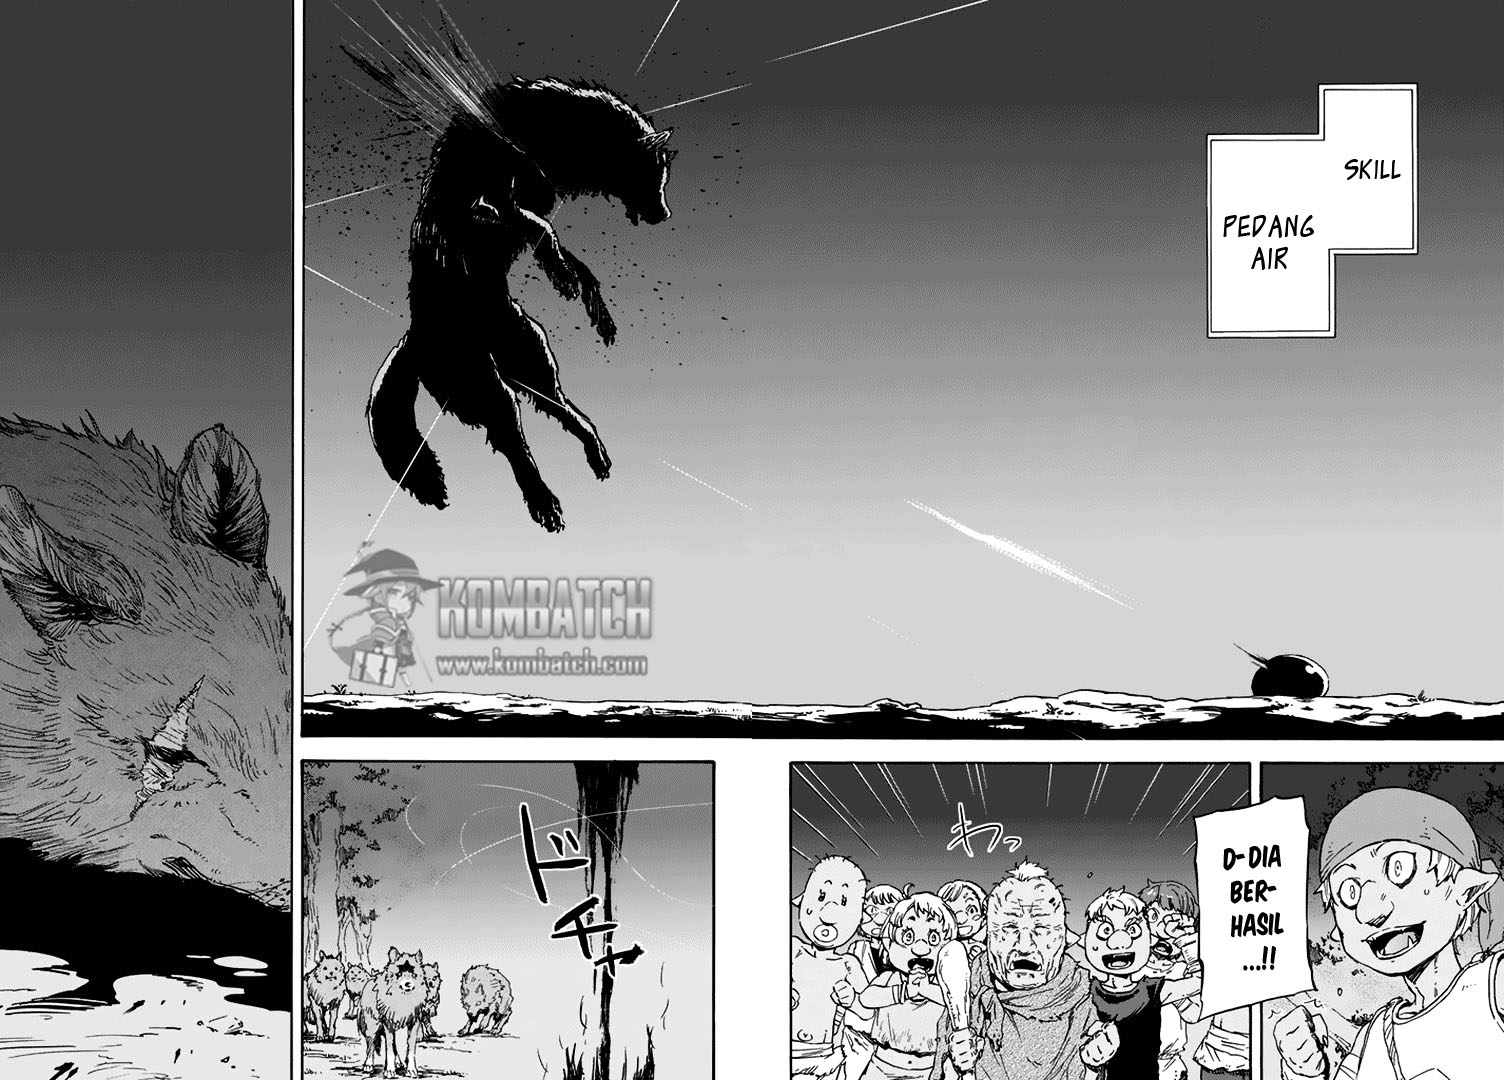 SKILL
PEDANG
AIR
D-DIA
BER-
HASIL
...!!
わっ
ドチャ
KOMBATCH
www.kombatch.com